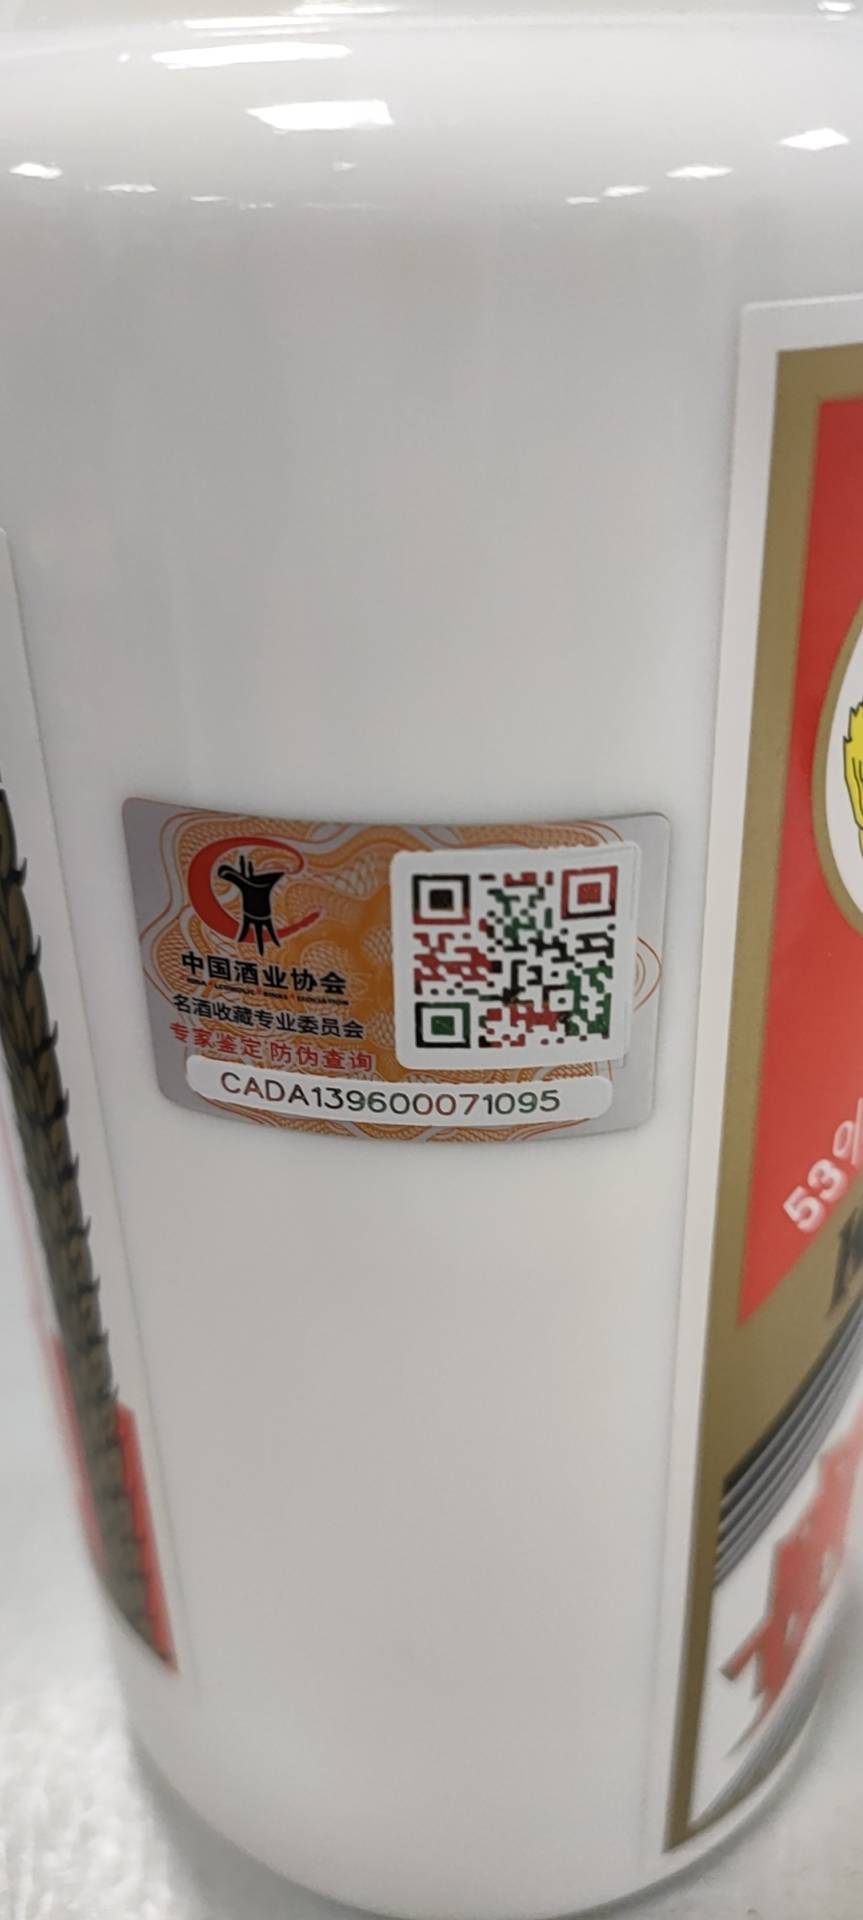 中国酒业协会
名酒收藏专业委员会
专家鉴定 防伪查询
CADA139600071095
53%